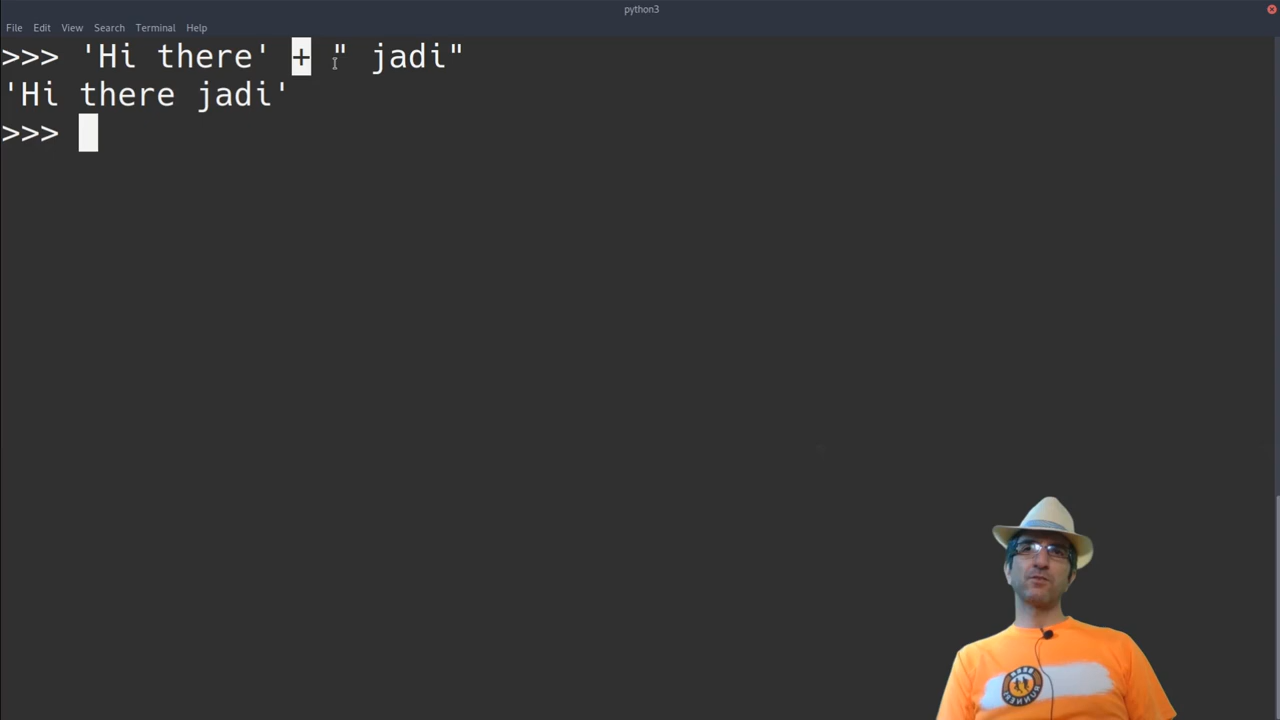 python3
File Edit View Search Terminal Help
>>> 'Hi there' + " jadi"
'Hi there jadi'
>>>